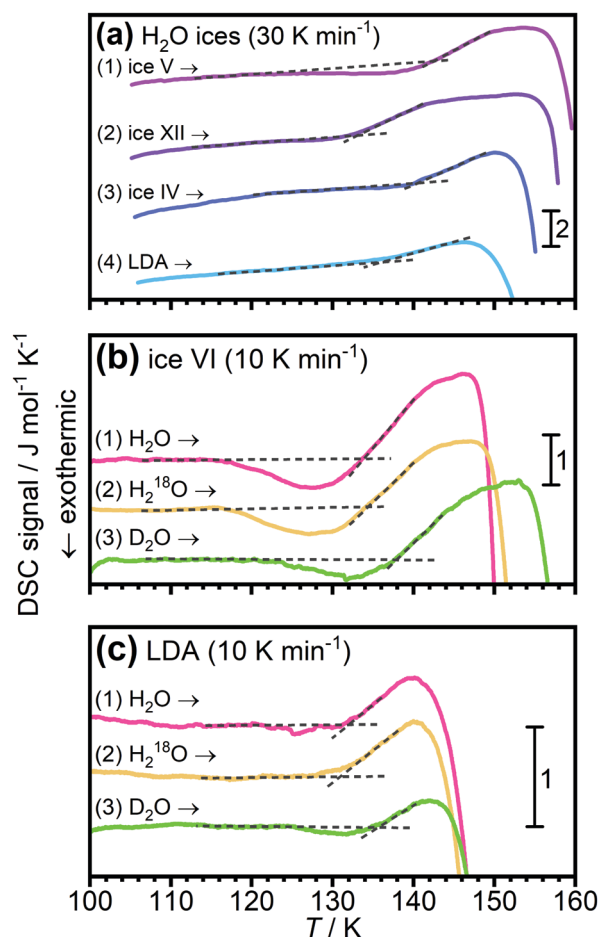 (a) H₂O ices (30 K min⁻¹)
(1) ice V →
(2) ice XII →
(3) ice IV →
2
(4) LDA →
(b) ice VI (10 K min⁻¹)
(1) H₂O →
1
(2) H₂¹⁸O →
(3) D₂O →
(c) LDA (10 K min⁻¹)
(1) H₂O →
(2) H₂¹⁸O →
1
(3) D₂O →
DSC signal / J mol⁻¹ K⁻¹
← exothermic
100 110 120 130 140 150 160
T / K